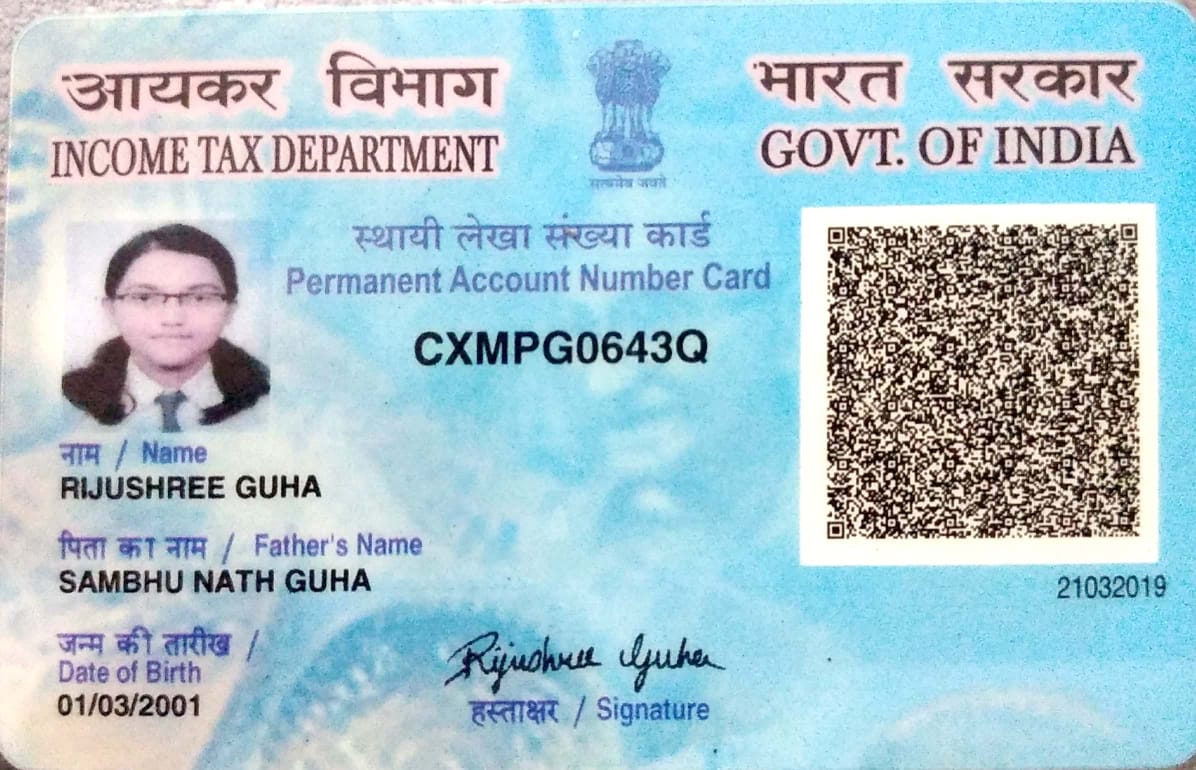 आयकर विभाग
INCOME TAX DEPARTMENT
सत्यमेव जयते
भारत सरकार
GOVT. OF INDIA
स्थायी लेखा संख्या कार्ड
Permanent Account Number Card
CXMPG0643Q
नाम / Name
RIJUSHREE GUHA
पिता का नाम / Father's Name
SAMBHU NATH GUHA
21032019
जन्म की तारीख /
Date of Birth
01/03/2001
Rijushree Guha
हस्ताक्षर / Signature